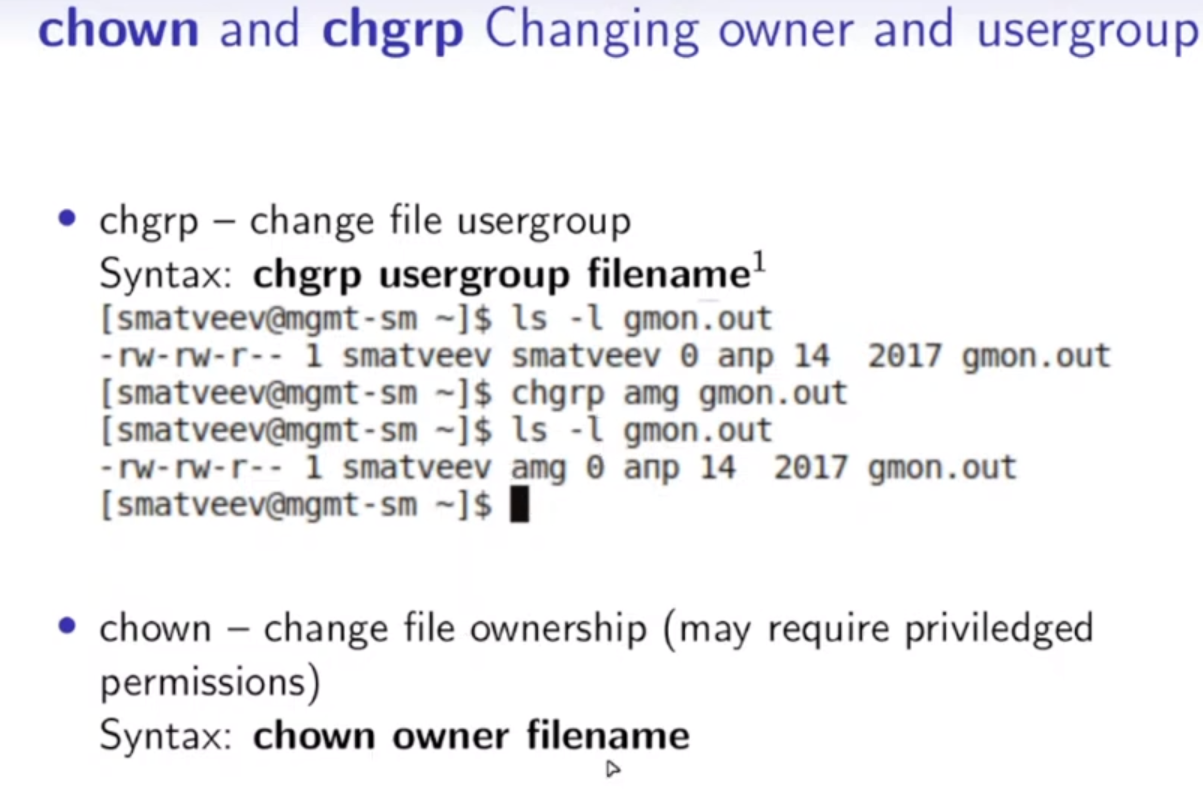 chown and chgrp Changing owner and usergroup
• chgrp – change file usergroup
Syntax: chgrp usergroup filename¹
[smatveev@mgmt-sm ~]$ ls -l gmon.out
-rw-rw-r-- 1 smatveev smatveev 0 апр 14  2017 gmon.out
[smatveev@mgmt-sm ~]$ chgrp amg gmon.out
[smatveev@mgmt-sm ~]$ ls -l gmon.out
-rw-rw-r-- 1 smatveev amg 0 апр 14  2017 gmon.out
[smatveev@mgmt-sm ~]$
• chown – change file ownership (may require priviledged
permissions)
Syntax: chown owner filename